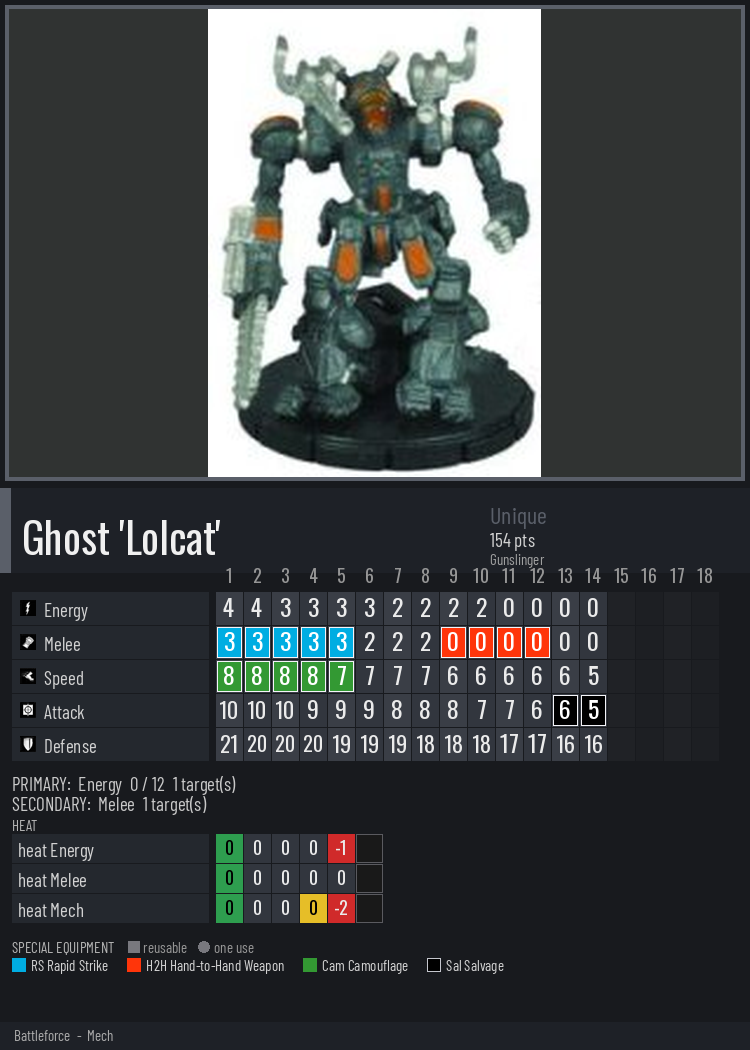 Ghost 'Lolcat'
Unique
154 pts
Gunslinger
1 2 3 4 5 6 7 8 9 10 11 12 13 14 15 16 17 18
Energy 4 4 3 3 3 3 2 2 2 2 0 0 0 0
Melee 3 3 3 3 3 2 2 2 0 0 0 0 0 0
Speed 8 8 8 8 7 7 7 7 6 6 6 6 6 5
Attack 10 10 10 9 9 9 8 8 8 7 7 6 6 5
Defense 21 20 20 20 19 19 19 18 18 18 17 17 16 16
PRIMARY: Energy 0 / 12 1 target(s)
SECONDARY: Melee 1 target(s)
HEAT
heat Energy 0 0 0 0 -1
heat Melee 0 0 0 0 0
heat Mech 0 0 0 0 -2
SPECIAL EQUIPMENT reusable one use
RS Rapid Strike H2H Hand-to-Hand Weapon Cam Camouflage Sal Salvage
Battleforce - Mech